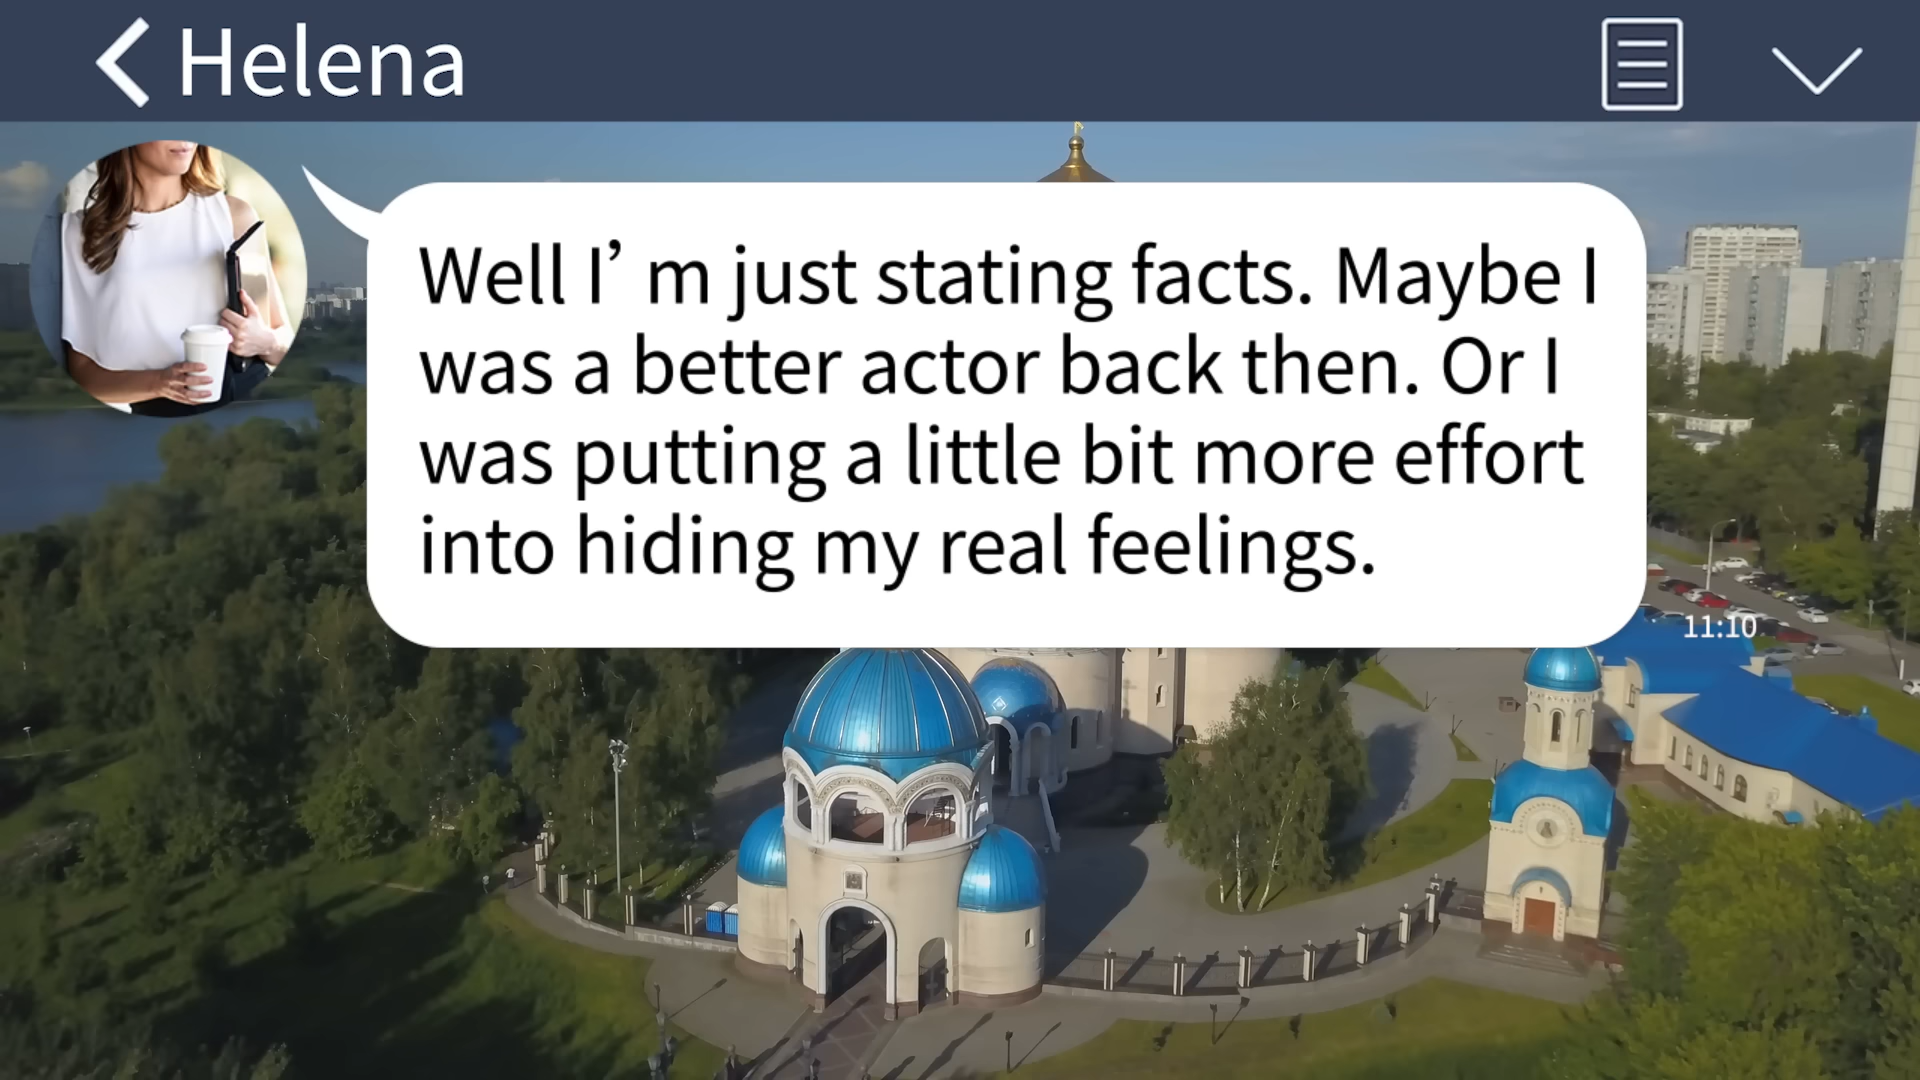 Helena
Well I’m just stating facts. Maybe I
was a better actor back then. Or I
was putting a little bit more effort
into hiding my real feelings.
11:10